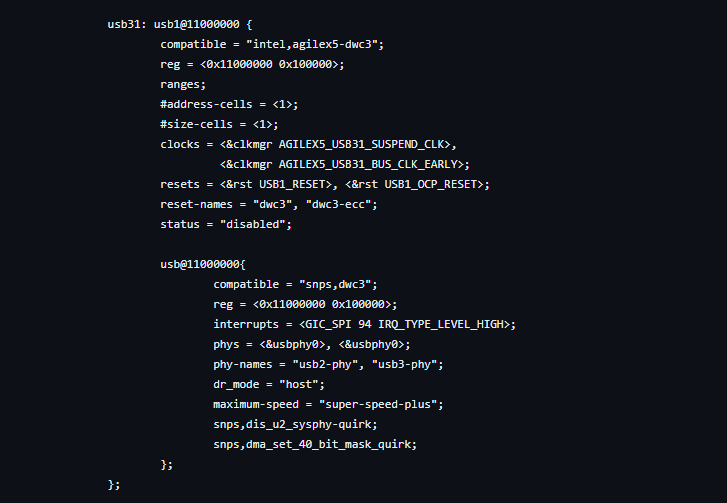 usb31: usb1@11000000 {
compatible = "intel,agilex5-dwc3";
reg = <0x11000000 0x100000>;
ranges;
#address-cells = <1>;
#size-cells = <1>;
clocks = <&clkmgr AGILEX5_USB31_SUSPEND_CLK>,
<&clkmgr AGILEX5_USB31_BUS_CLK_EARLY>;
resets = <&rst USB1_RESET>, <&rst USB1_OCP_RESET>;
reset-names = "dwc3", "dwc3-ecc";
status = "disabled";
usb@11000000{
compatible = "snps,dwc3";
reg = <0x11000000 0x100000>;
interrupts = <GIC_SPI 94 IRQ_TYPE_LEVEL_HIGH>;
phys = <&usbphy0>, <&usbphy0>;
phy-names = "usb2-phy", "usb3-phy";
dr_mode = "host";
maximum-speed = "super-speed-plus";
snps,dis_u2_sysphy-quirk;
snps,dma_set_40_bit_mask_quirk;
};
};